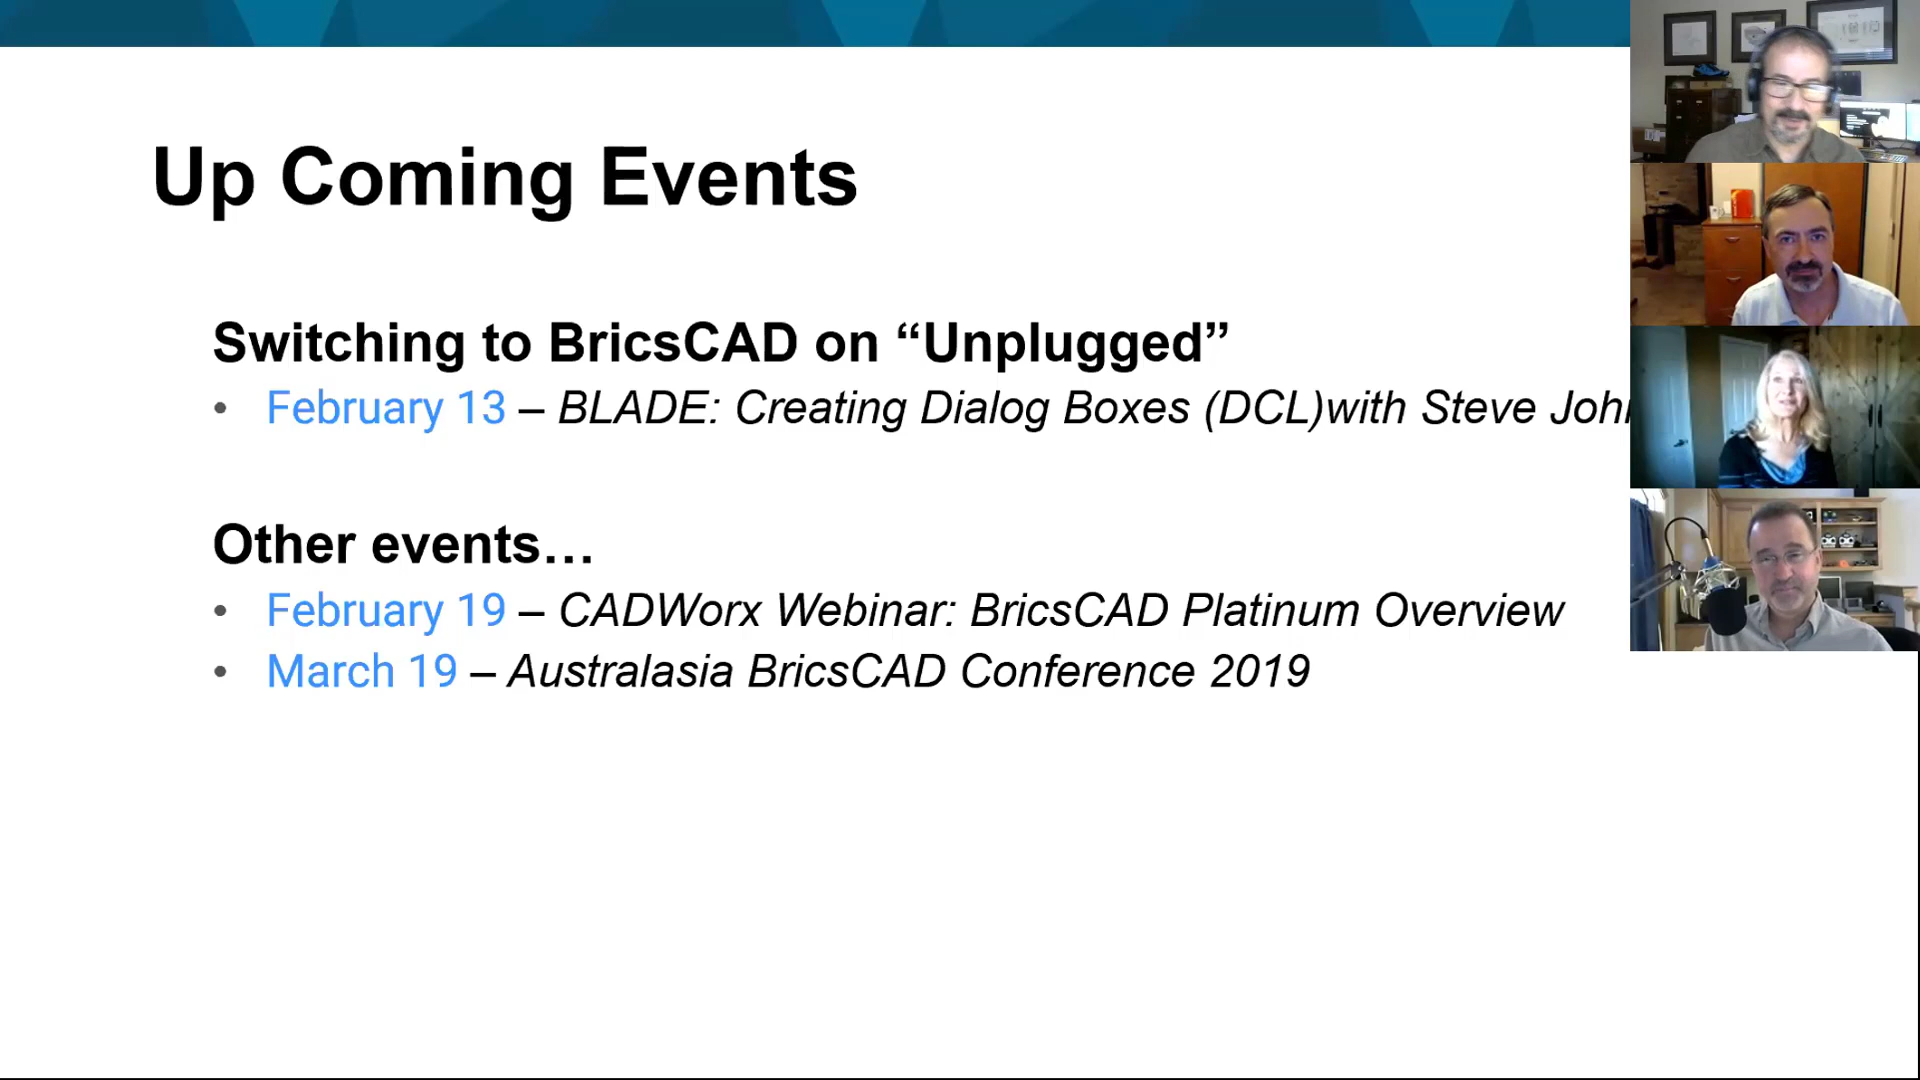 Up Coming Events
Switching to BricsCAD on “Unplugged”
• February 13 – BLADE: Creating Dialog Boxes (DCL)with Steve
Other events…
• February 19 – CADWorx Webinar: BricsCAD Platinum Overview
• March 19 – Australasia BricsCAD Conference 2019